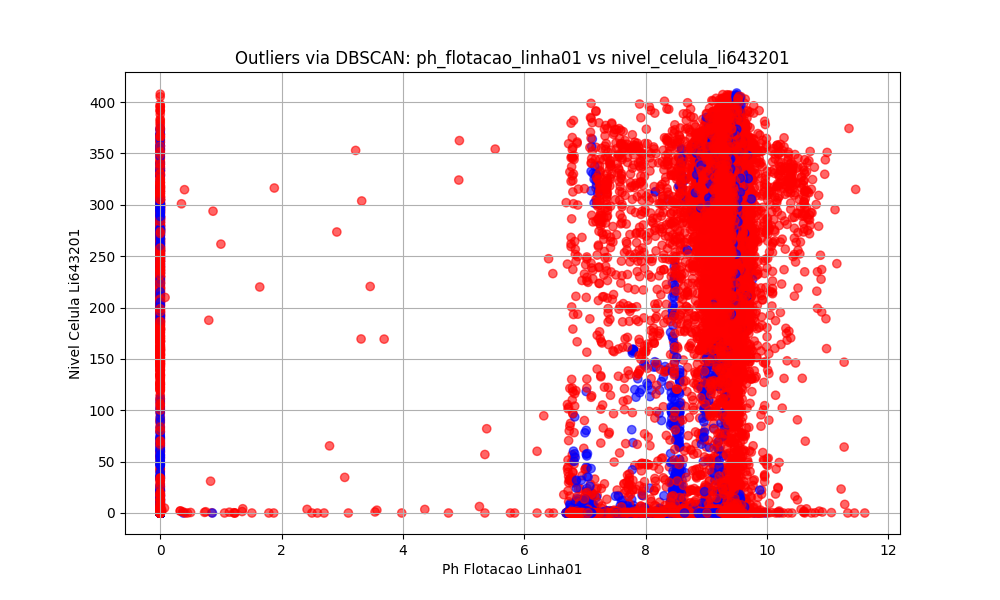 Outliers via DBSCAN: ph_flotacao_linha01 vs nivel_celula_li643201
400
350
300
250
200
150
100
50
0
Nivel Celula Li643201
0 2 4 6 8 10 12
Ph Flotacao Linha01